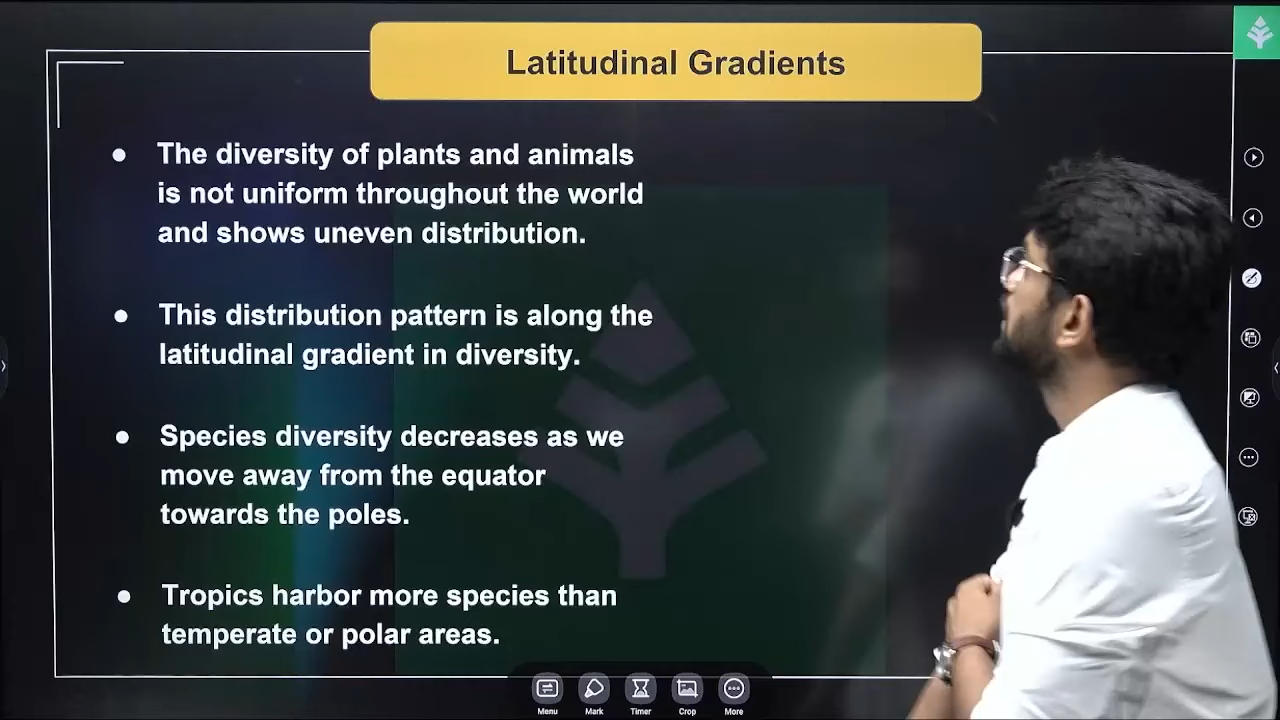 Latitudinal Gradients
● The diversity of plants and animals
is not uniform throughout the world
and shows uneven distribution.
● This distribution pattern is along the
latitudinal gradient in diversity.
● Species diversity decreases as we
move away from the equator
towards the poles.
● Tropics harbor more species than
temperate or polar areas.
Menu Mark Timer Crop More